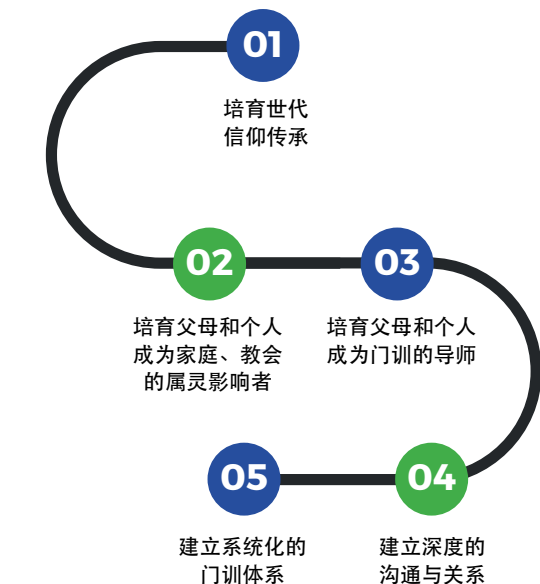 01
培育世代
信仰传承
02
培育父母和个人
成为家庭、教会
的属灵影响者
03
培育父母和个人
成为门训的导师
04
建立深度的
沟通与关系
05
建立系统化的
门训体系